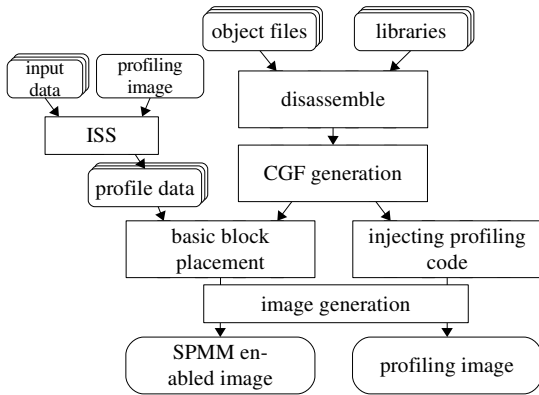 object files
libraries
input
data
profiling
image
disassemble
ISS
CGF generation
profile data
basic block
placement
injecting profiling
code
image generation
SPMM en-
abled image
profiling image